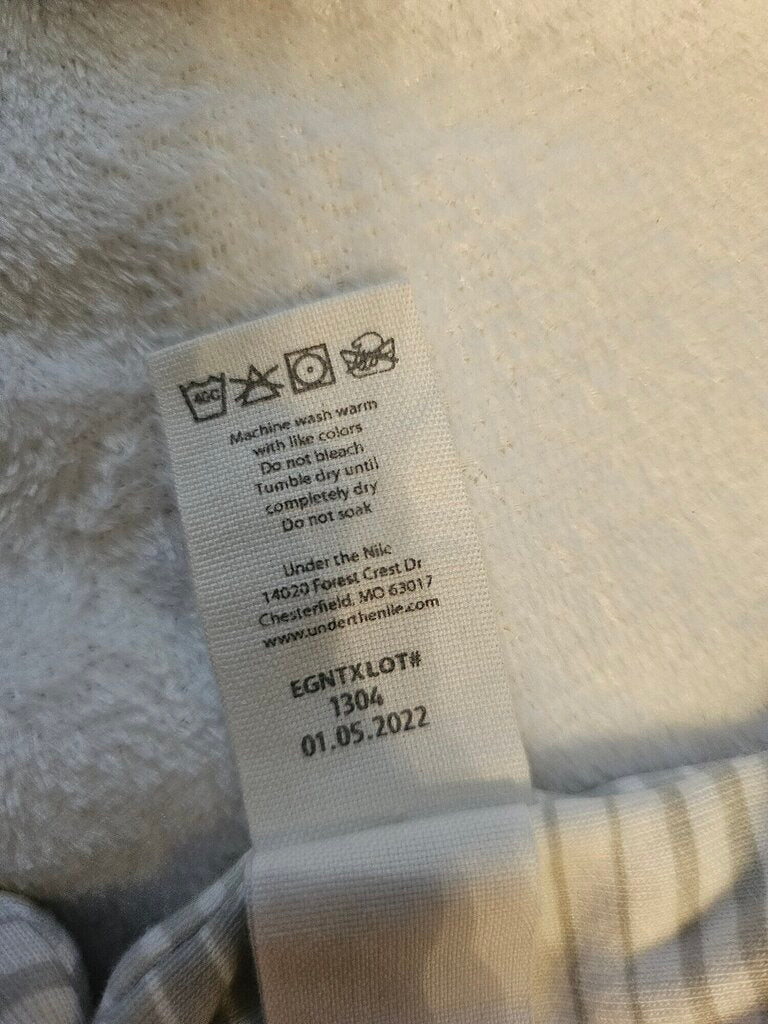 40C
Machine wash warm
with like colors
Do not bleach
Tumble dry until
completely dry
Do not soak
Under the Nile
14020 Forest Crest Dr
Chesterfield, MO 63017
www.underthenile.com
EGNTXLOT#
1304
01.05.2022